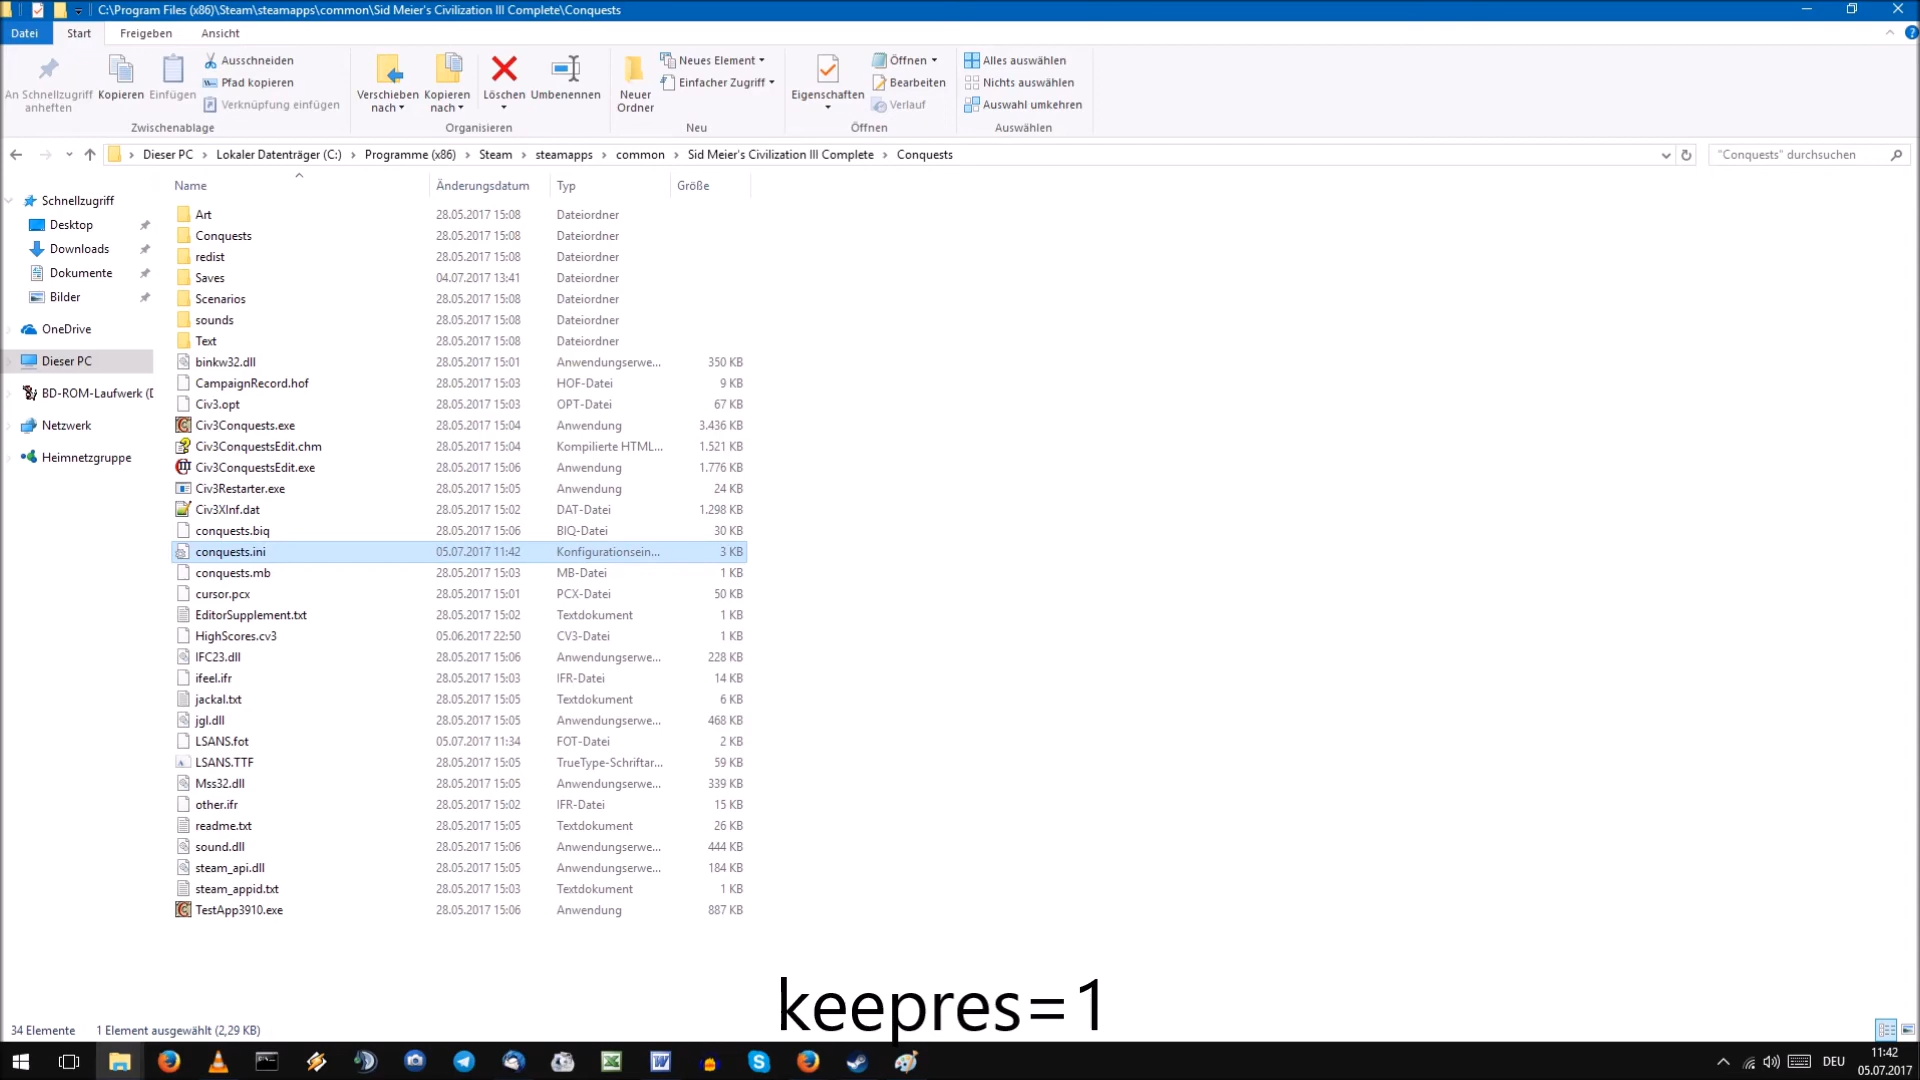 C:\Program Files (x86)\Steam\steamapps\common\Sid Meier's Civilization III Complete\Conquests
Datei Start Freigeben Ansicht
An Schnellzugriff anheften
Kopieren
Einfügen
Ausschneiden
Pfad kopieren
Verknüpfung einfügen
Zwischenablage
Verschieben nach
Kopieren nach
Löschen
Umbenennen
Organisieren
Neuer Ordner
Neues Element
Einfacher Zugriff
Neu
Eigenschaften
Öffnen
Bearbeiten
Verlauf
Öffnen
Alles auswählen
Nichts auswählen
Auswahl umkehren
Auswählen
Dieser PC > Lokaler Datenträger (C:) > Programme (x86) > Steam > steamapps > common > Sid Meier's Civilization III Complete > Conquests
"Conquests" durchsuchen
Schnellzugriff
Desktop
Downloads
Dokumente
Bilder
OneDrive
Dieser PC
BD-ROM-Laufwerk (D
Netzwerk
Heimnetzgruppe
Name Änderungsdatum Typ Größe
Art 28.05.2017 15:08 Dateiordner
Conquests 28.05.2017 15:08 Dateiordner
redist 28.05.2017 15:08 Dateiordner
Saves 04.07.2017 13:41 Dateiordner
Scenarios 28.05.2017 15:08 Dateiordner
sounds 28.05.2017 15:08 Dateiordner
Text 28.05.2017 15:08 Dateiordner
binkw32.dll 28.05.2017 15:01 Anwendungserwe... 350 KB
CampaignRecord.hof 28.05.2017 15:03 HOF-Datei 9 KB
Civ3.opt 28.05.2017 15:03 OPT-Datei 67 KB
Civ3Conquests.exe 28.05.2017 15:04 Anwendung 3.436 KB
Civ3ConquestsEdit.chm 28.05.2017 15:04 Kompilierte HTML... 1.521 KB
Civ3ConquestsEdit.exe 28.05.2017 15:06 Anwendung 1.776 KB
Civ3Restarter.exe 28.05.2017 15:05 Anwendung 24 KB
Civ3XInf.dat 28.05.2017 15:02 DAT-Datei 1.298 KB
conquests.biq 28.05.2017 15:06 BIQ-Datei 30 KB
conquests.ini 05.07.2017 11:42 Konfigurationsein... 3 KB
conquests.mb 28.05.2017 15:03 MB-Datei 1 KB
cursor.pcx 28.05.2017 15:01 PCX-Datei 50 KB
EditorSupplement.txt 28.05.2017 15:02 Textdokument 1 KB
HighScores.cv3 05.06.2017 22:50 CV3-Datei 1 KB
IFC23.dll 28.05.2017 15:06 Anwendungserwe... 228 KB
ifeel.ifr 28.05.2017 15:03 IFR-Datei 14 KB
jackal.txt 28.05.2017 15:05 Textdokument 6 KB
jgl.dll 28.05.2017 15:05 Anwendungserwe... 468 KB
LSANS.fot 05.07.2017 11:34 FOT-Datei 2 KB
LSANS.TTF 28.05.2017 15:05 TrueType-Schriftar... 59 KB
Mss32.dll 28.05.2017 15:05 Anwendungserwe... 339 KB
other.ifr 28.05.2017 15:02 IFR-Datei 15 KB
readme.txt 28.05.2017 15:05 Textdokument 26 KB
sound.dll 28.05.2017 15:06 Anwendungserwe... 444 KB
steam_api.dll 28.05.2017 15:05 Anwendungserwe... 184 KB
steam_appid.txt 28.05.2017 15:03 Textdokument 1 KB
TestApp3910.exe 28.05.2017 15:06 Anwendung 887 KB
keepres=1
34 Elemente 1 Element ausgewählt (2,29 KB)
DEU
11:42
05.07.2017